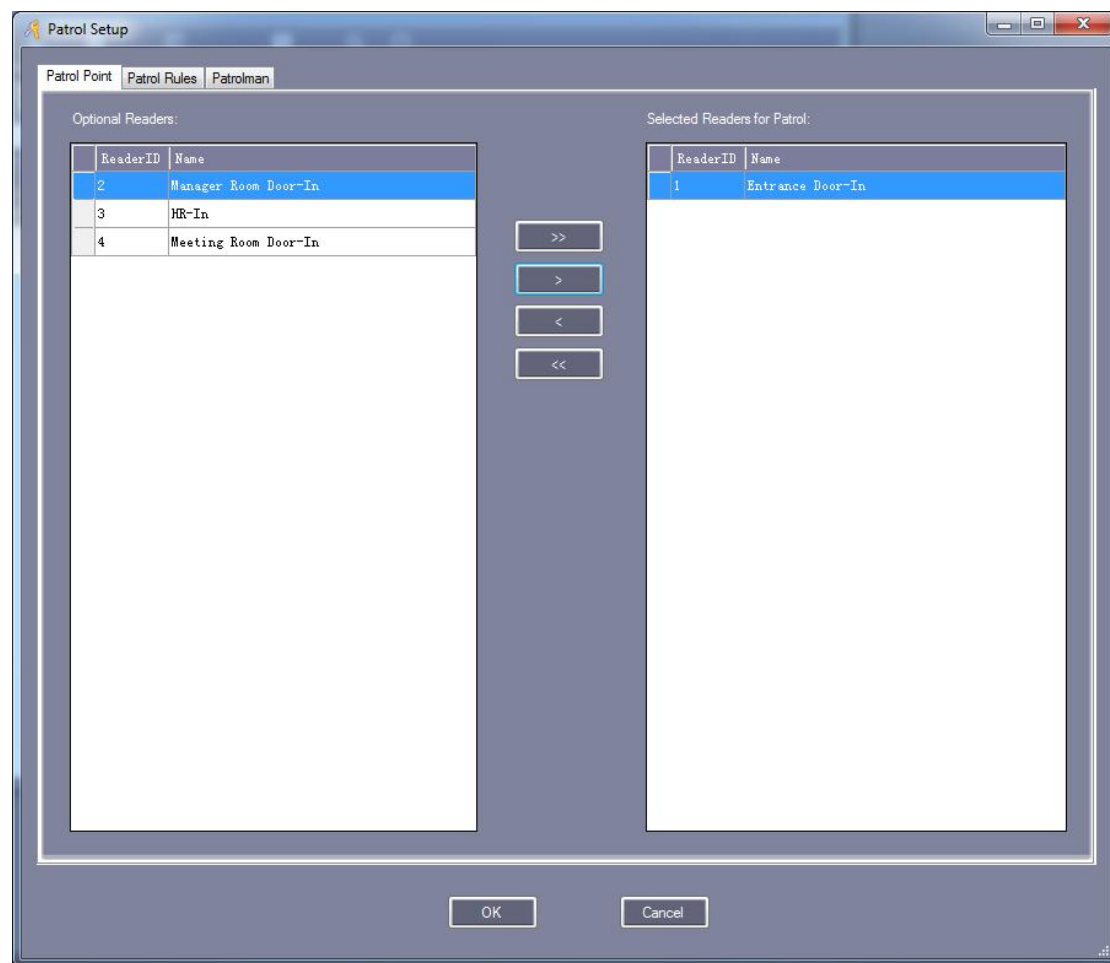 Patrol Setup
Patrol Point Patrol Rules Patrolman
Optional Readers:
ReaderID Name
2 Manager Room Door-In
3 HR-In
4 Meeting Room Door-In
>>
>
<
<<
Selected Readers for Patrol:
ReaderID Name
1 Entrance Door-In
OK Cancel